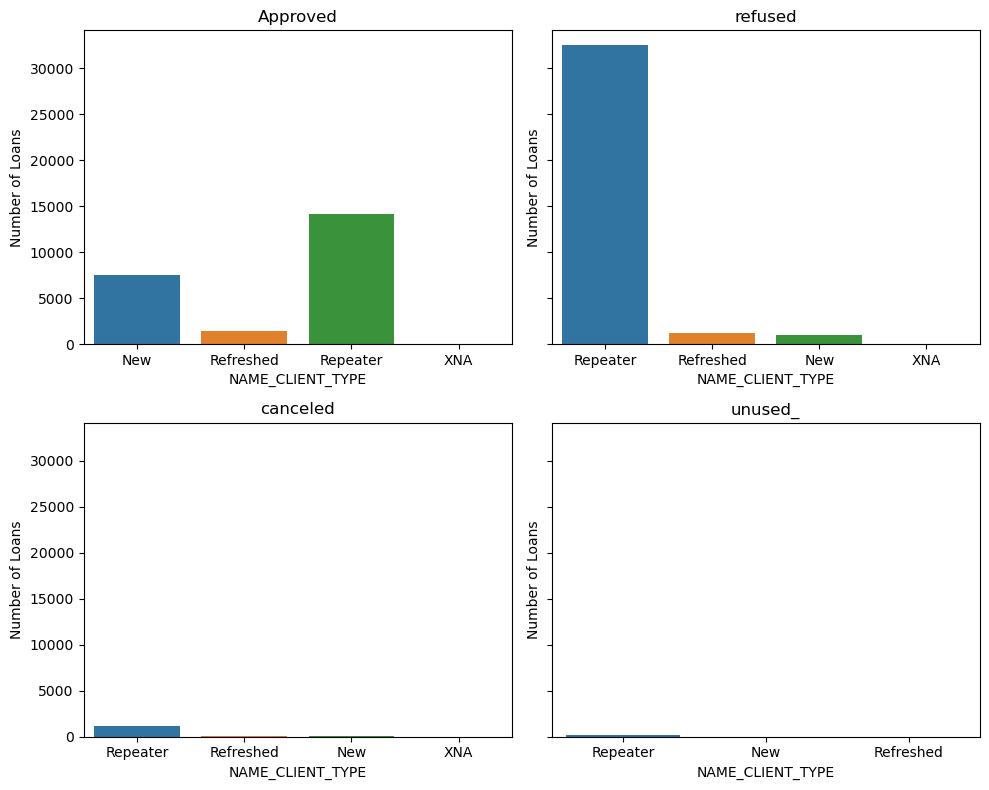 Approved
Number of Loans
30000
25000
20000
15000
10000
5000
0
New Refreshed Repeater XNA
NAME_CLIENT_TYPE
refused
Number of Loans
Repeater Refreshed New XNA
NAME_CLIENT_TYPE
canceled
Number of Loans
30000
25000
20000
15000
10000
5000
0
Repeater Refreshed New XNA
NAME_CLIENT_TYPE
unused_
Number of Loans
Repeater New Refreshed
NAME_CLIENT_TYPE